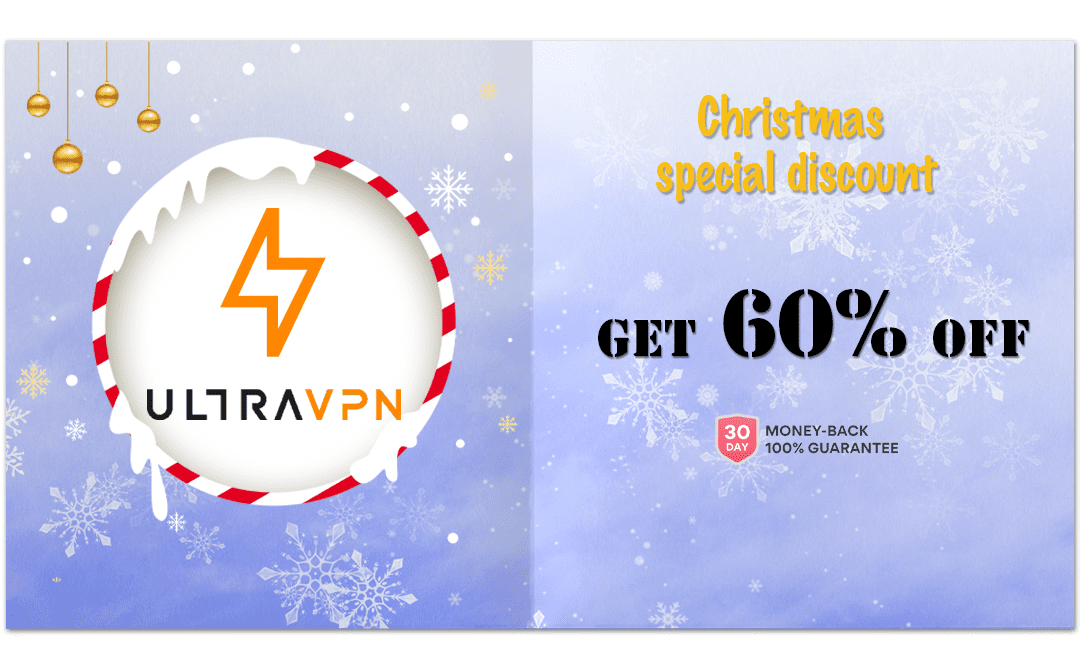 ULTRAVPN
Christmas
special discount
GET 60% OFF
30
DAY
MONEY-BACK
100% GUARANTEE